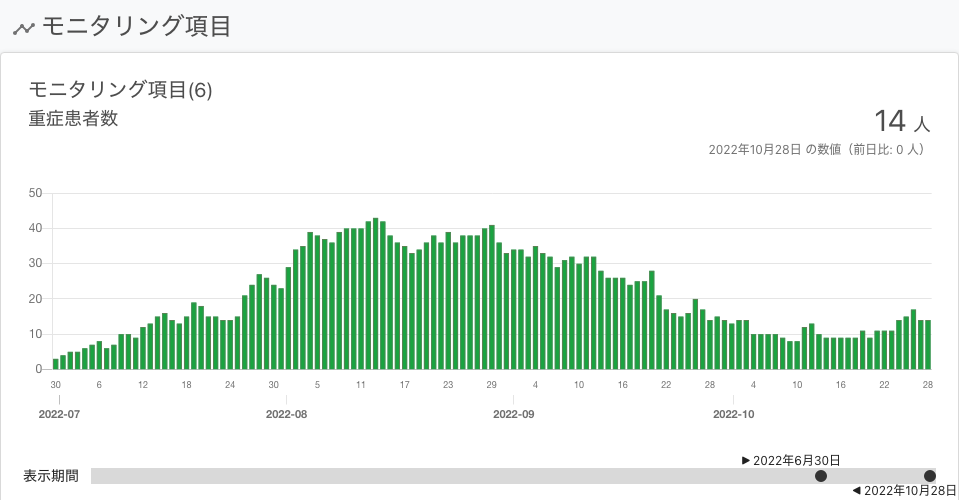 モニタリング項目
モニタリング項目(6)
重症患者数
14 人
2022年10月28日 の数値（前日比: 0 人）
50
40
30
20
10
0
30 6 12 18 24 30 5 11 17 23 29 4 10 16 22 28 4 10 16 22 28
2022-07 2022-08 2022-09 2022-10
表示期間
▶ 2022年6月30日
◀ 2022年10月28日